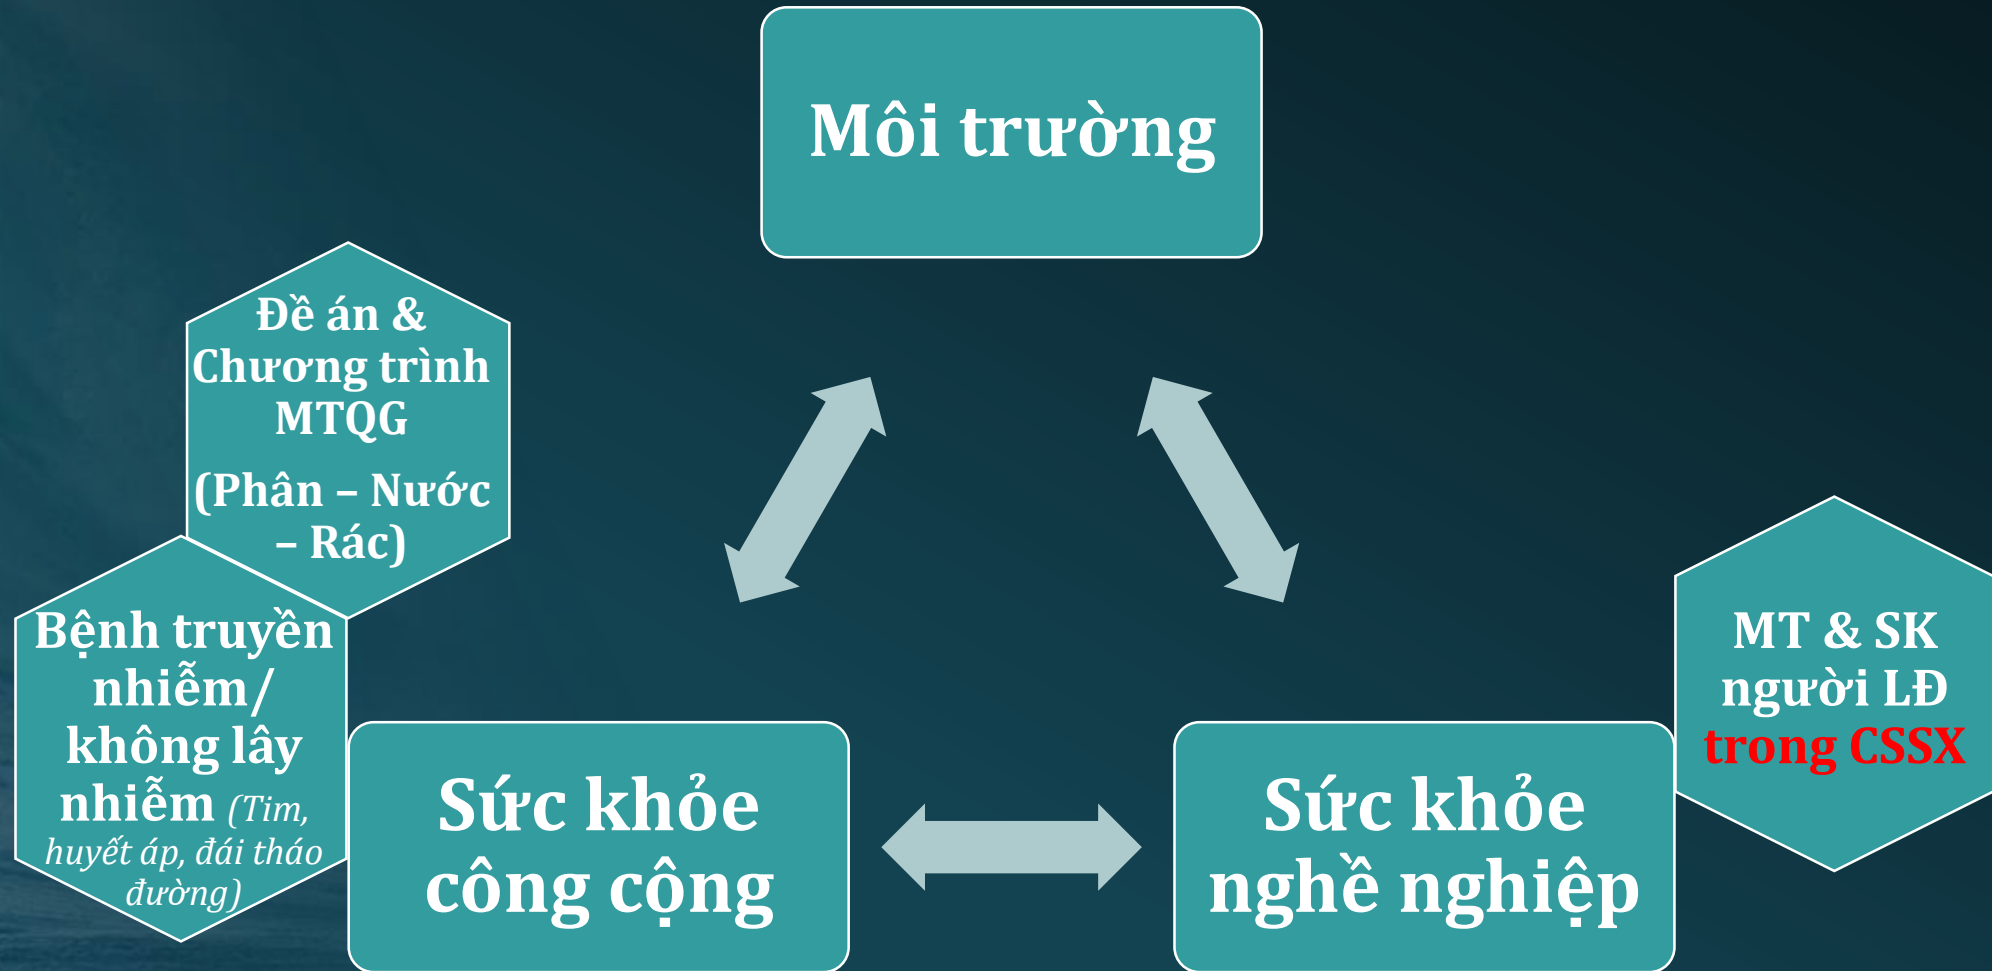 Môi trường
Đề án &
Chương trình
MTQG
(Phân – Nước
– Rác)
Bệnh truyền
nhiễm/
không lây
nhiễm (Tim,
huyết áp, đái tháo
đường)
Sức khỏe
công cộng
Sức khỏe
nghề nghiệp
MT & SK
người LĐ
trong CSSX